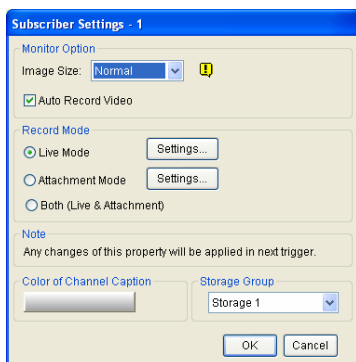 Subscriber Settings - 1
Monitor Option
Image Size: Normal
Auto Record Video
Record Mode
Live Mode Settings...
Attachment Mode Settings...
Both (Live & Attachment)
Note
Any changes of this property will be applied in next trigger.
Color of Channel Caption Storage Group
Storage 1
OK Cancel